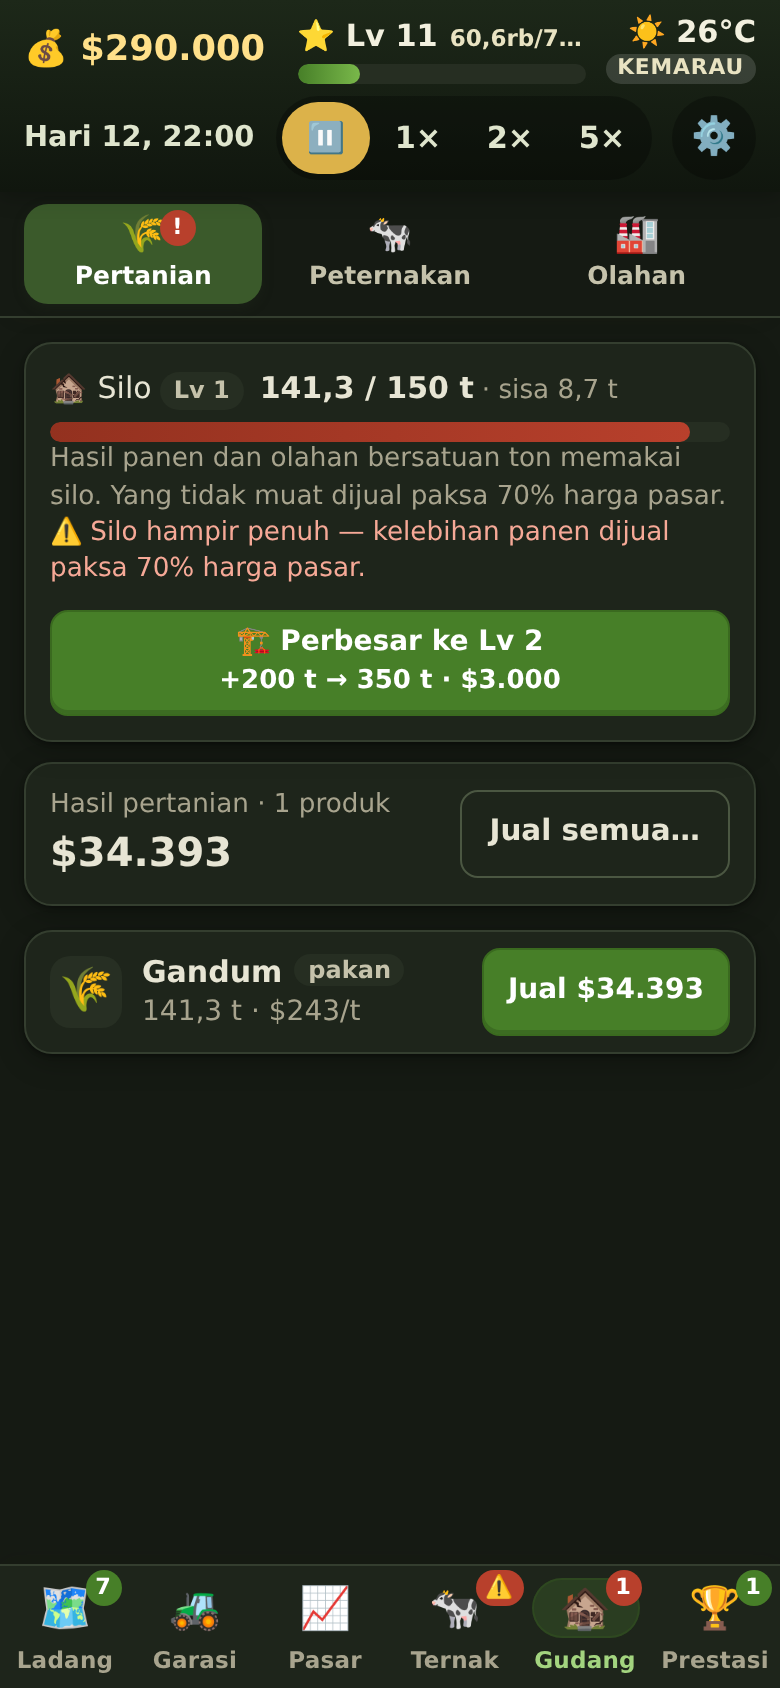 $290.000
Lv 11 60,6rb/7...
26°C
KEMARAU
Hari 12, 22:00
1×
2×
5×
!
Pertanian
Peternakan
Olahan
Silo Lv 1 141,3 / 150 t · sisa 8,7 t
Hasil panen dan olahan bersatuan ton memakai
silo. Yang tidak muat dijual paksa 70% harga pasar.
⚠️ Silo hampir penuh — kelebihan panen dijual
paksa 70% harga pasar.
Perbesar ke Lv 2
+200 t → 350 t · $3.000
Hasil pertanian · 1 produk
$34.393
Jual semua...
Gandum pakan
141,3 t · $243/t
Jual $34.393
7
1
1
Ladang
Garasi
Pasar
Ternak
Gudang
Prestasi